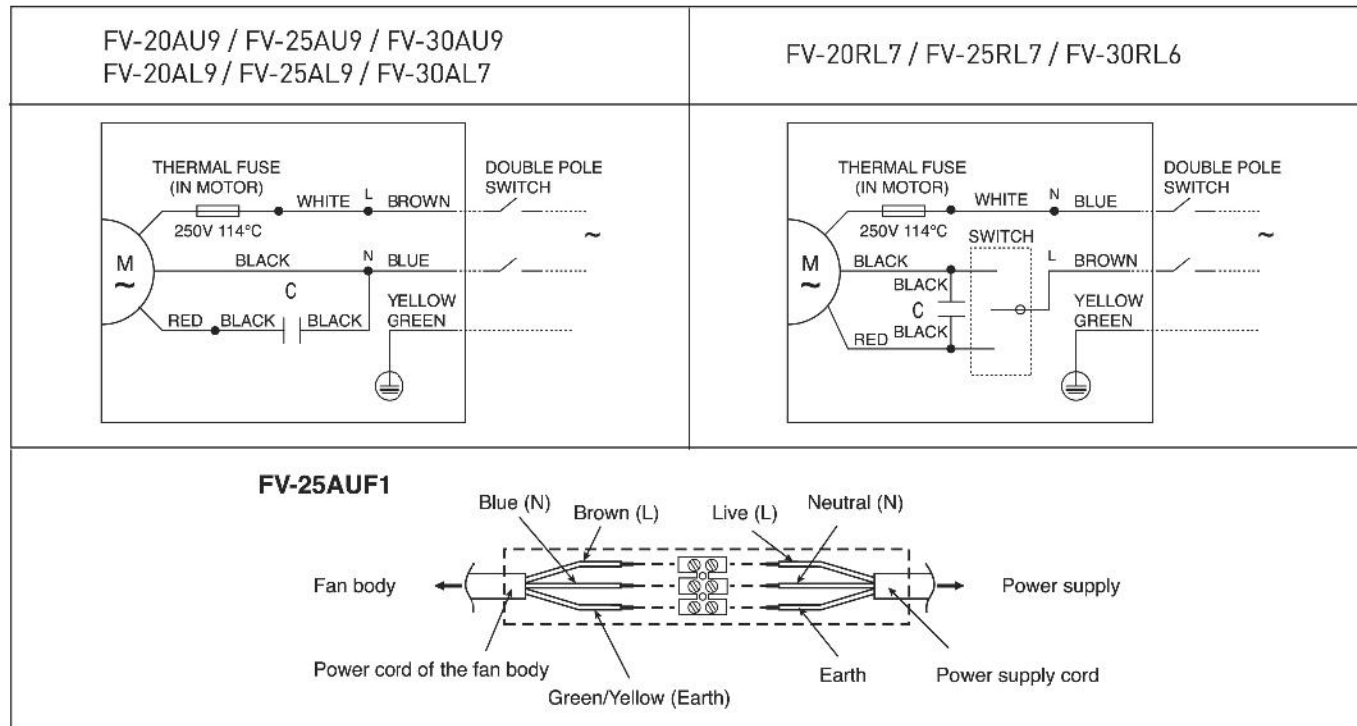 FV-20AU9 / FV-25AU9 / FV-30AU9
FV-20AL9 / FV-25AL9 / FV-30AL7
THERMAL FUSE
(IN MOTOR)
WHITE
L
BROWN
DOUBLE POLE
SWITCH
250V 114°C
~
M
~
BLACK
N
BLUE
C
RED
BLACK
BLACK
YELLOW
GREEN
FV-20RL7 / FV-25RL7 / FV-30RL6
THERMAL FUSE
(IN MOTOR)
WHITE
N
BLUE
DOUBLE POLE
SWITCH
250V 114°C
SWITCH
~
M
~
BLACK
L
BROWN
BLACK
C
BLACK
RED
YELLOW
GREEN
FV-25AUF1
Blue (N)
Brown (L)
Live (L)
Neutral (N)
Fan body
Power supply
Power cord of the fan body
Green/Yellow (Earth)
Earth
Power supply cord